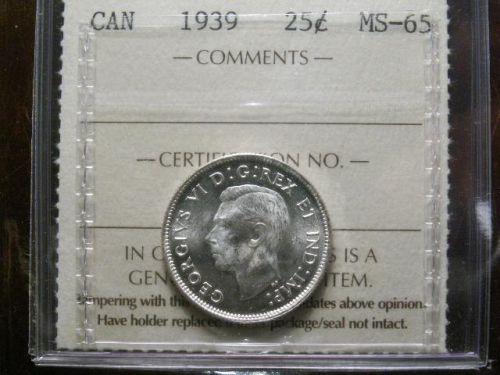 CAN 1939 25¢ MS-65
— COMMENTS —
— CERTIFI ON NO. —
GEORGIVS VI D:G:REX ET IND:IMP:
IN C S IS A
GEN ITEM.
mpering with th dates above opinion.
Have holder replaced package/seal not intact.